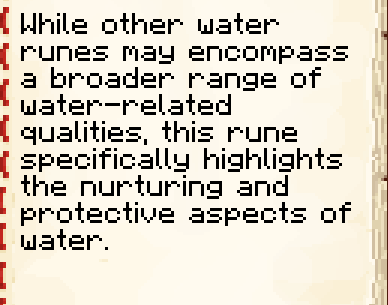 While other water
runes may encompass
a broader range of
water-related
qualities, this rune
specifically highlights
the nurturing and
protective aspects of
water.